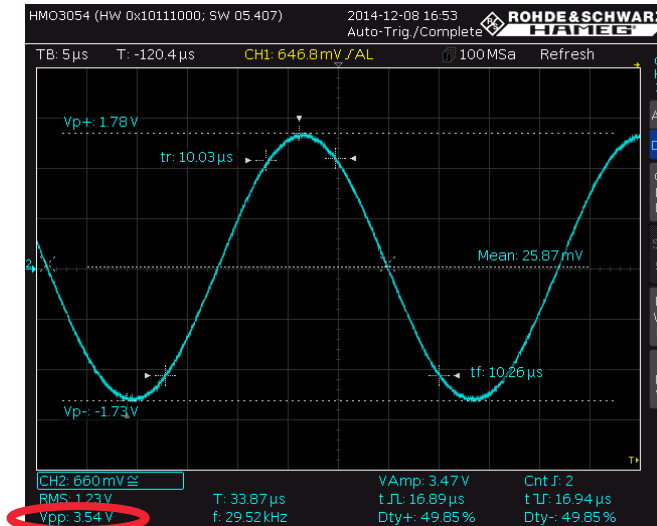 HMO3054 (HW 0x10111000; SW 05.407)
2014-12-08 16:53
Auto-Trig./Complete
ROHDE&SCHWARZ
HAMEG
TB: 5µs T: -120.4µs CH1: 646.8mV / AL 100MSa Refresh
Vp+: 1.78V
tr: 10.03µs
Mean: 25.87mV
2
tf: 10.26µs
Vp-: -1.73V
T
CH2: 660mV≅ VAmp: 3.47V Cnt: 2
RMS: 1.23V T: 33.87µs t: 16.89µs t: 16.94µs
Vpp: 3.54V f: 29.52kHz Dty+: 49.85% Dty-: 49.85%